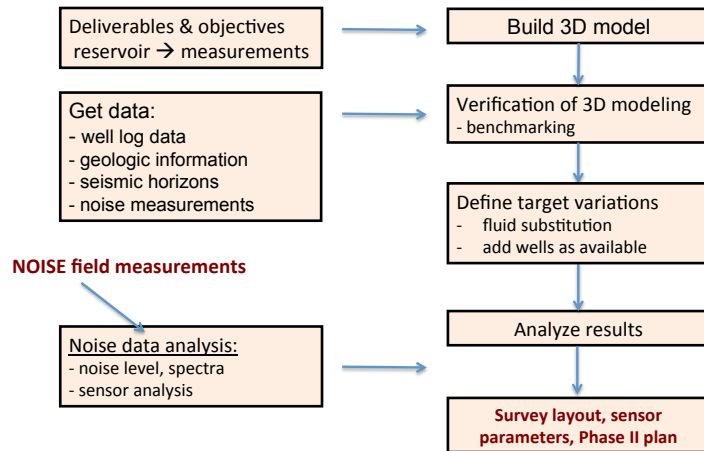 Deliverables & objectives
reservoir → measurements
Build 3D model
Get data:
- well log data
- geologic information
- seismic horizons
- noise measurements
Verification of 3D modeling
- benchmarking
Define target variations
- fluid substitution
- add wells as available
NOISE field measurements
Noise data analysis:
- noise level, spectra
- sensor analysis
Analyze results
Survey layout, sensor
parameters, Phase II plan